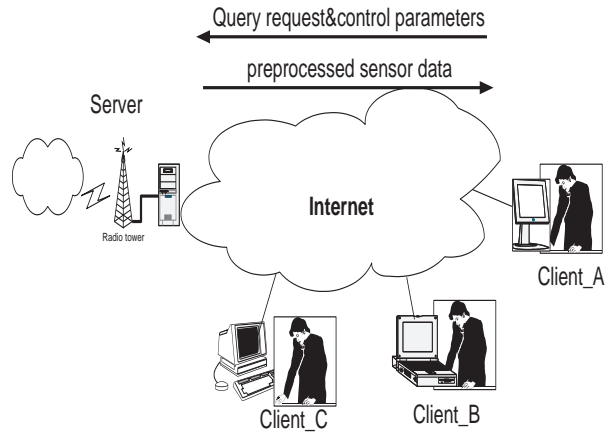 Query request&control parameters
preprocessed sensor data
Server
Radio tower
Internet
Client_A
Client_B
Client_C